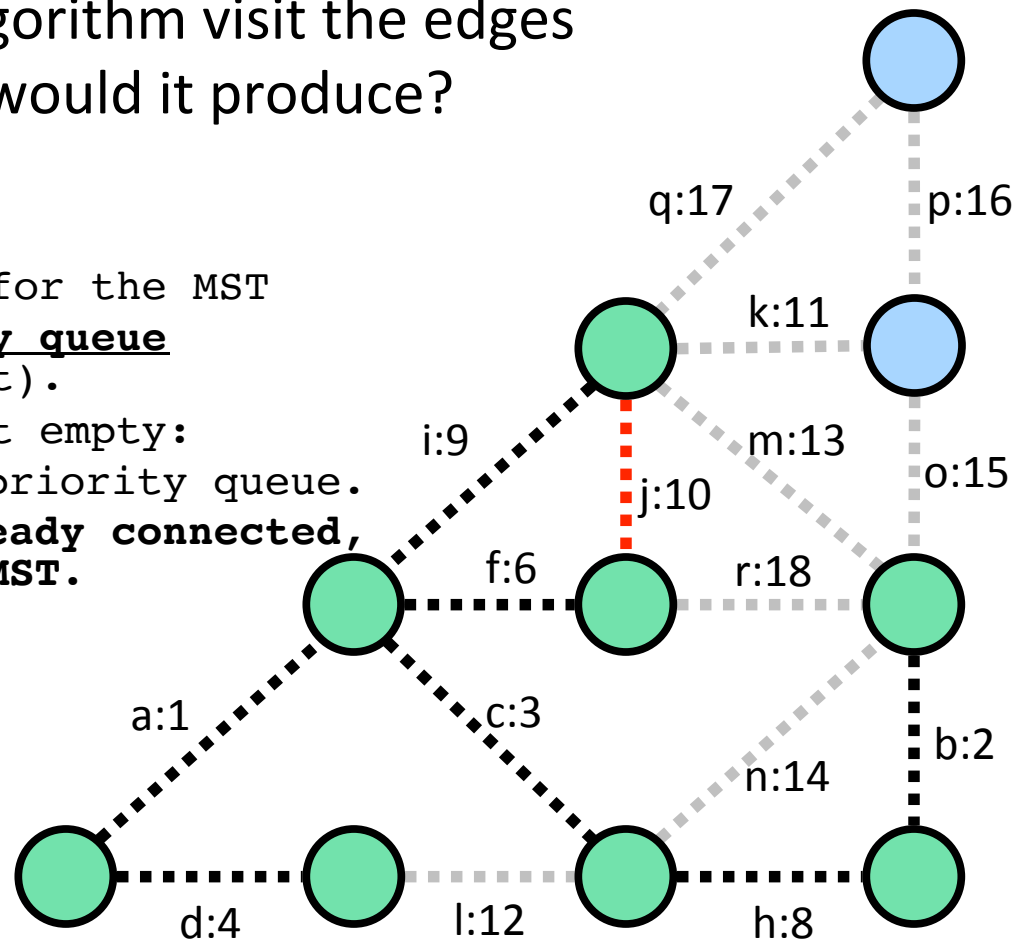 gorithm visit the edges
would it produce?
for the MST
y queue
t).
t empty:
priority queue.
eady connected,
MST.
q:17
p:16
k:11
i:9
m:13
j:10
o:15
f:6
r:18
a:1
c:3
b:2
n:14
d:4
l:12
h:8